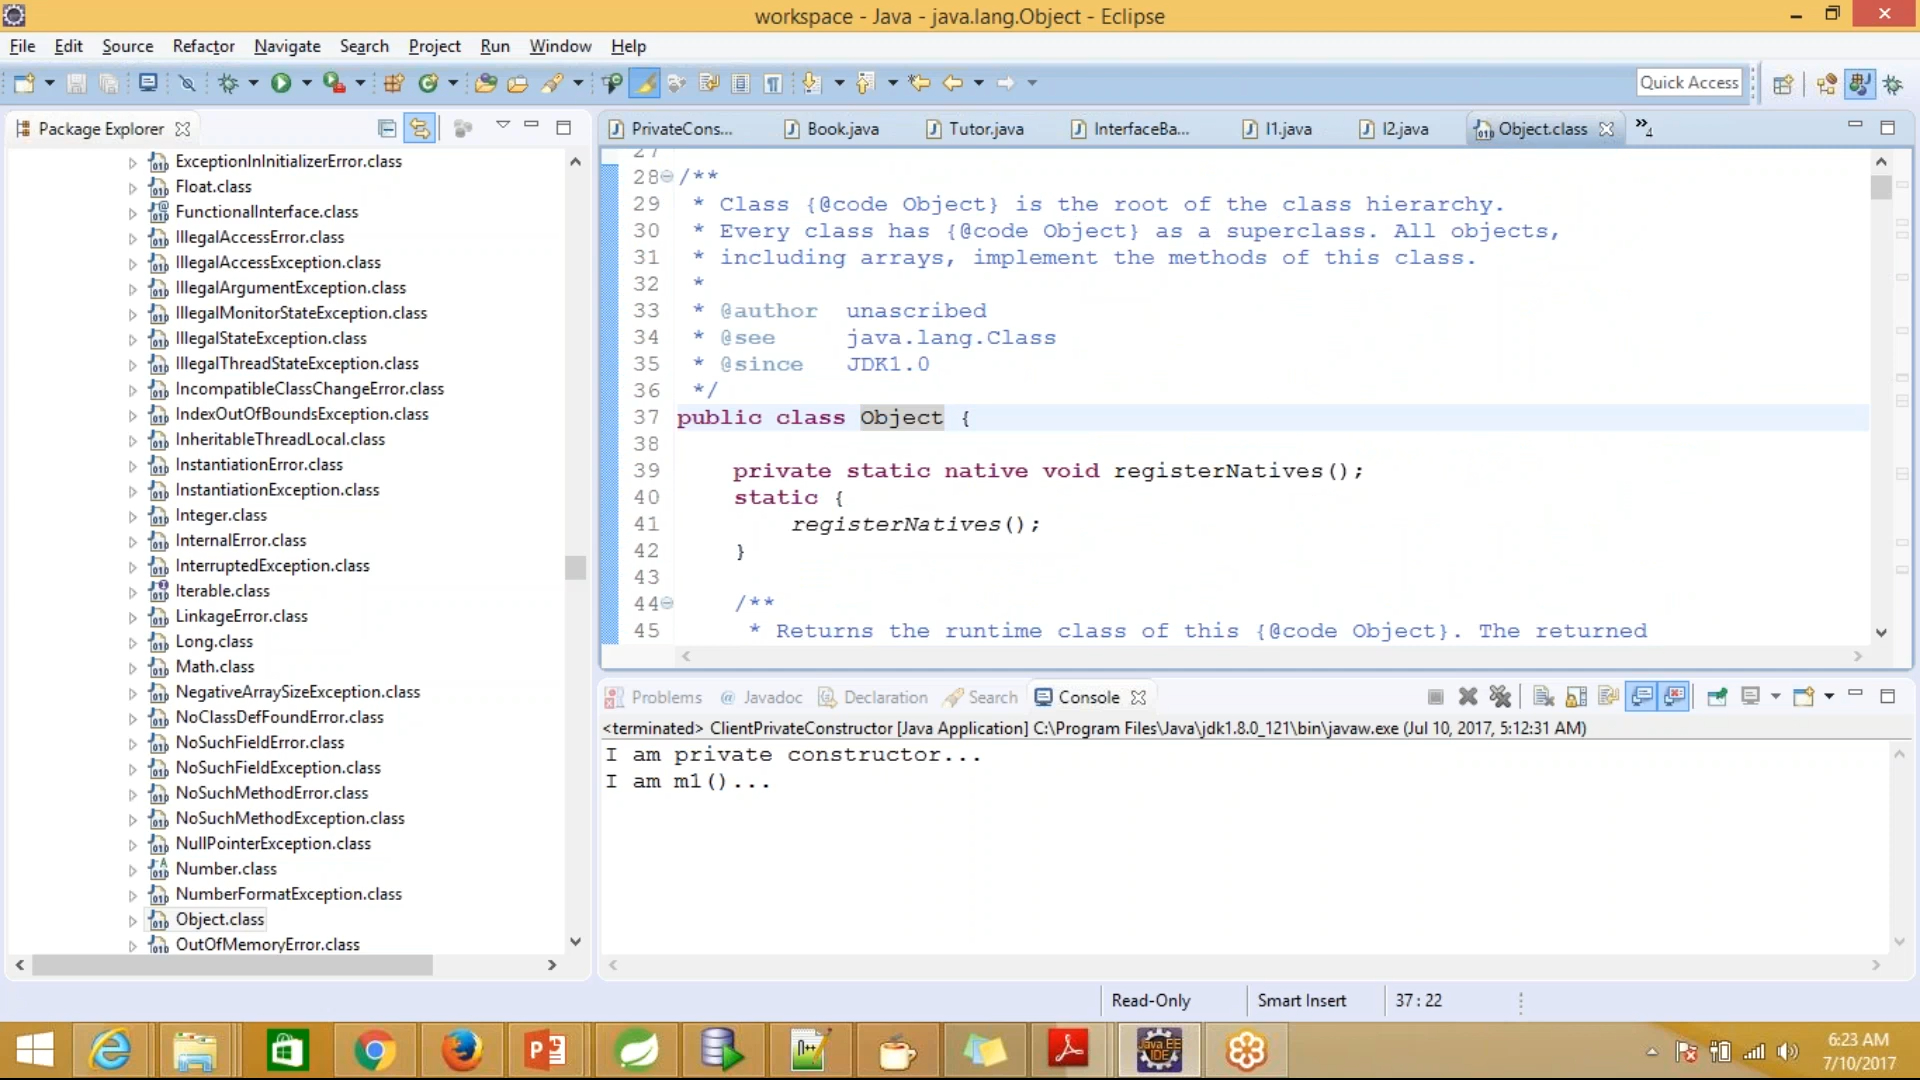 workspace - Java - java.lang.Object - Eclipse
File Edit Source Refactor Navigate Search Project Run Window Help
Quick Access
Package Explorer
ExceptionInInitializerError.class
Float.class
FunctionalInterface.class
IllegalAccessError.class
IllegalAccessException.class
IllegalArgumentException.class
IllegalMonitorStateException.class
IllegalStateException.class
IllegalThreadStateException.class
IncompatibleClassChangeError.class
IndexOutOfBoundsException.class
InheritableThreadLocal.class
InstantiationError.class
InstantiationException.class
Integer.class
InternalError.class
InterruptedException.class
Iterable.class
LinkageError.class
Long.class
Math.class
NegativeArraySizeException.class
NoClassDefFoundError.class
NoSuchFieldError.class
NoSuchFieldException.class
NoSuchMethodError.class
NoSuchMethodException.class
NullPointerException.class
Number.class
NumberFormatException.class
Object.class
OutOfMemoryError.class
PrivateCons... Book.java Tutor.java InterfaceBa... I1.java I2.java Object.class »4
27
28 /**
29 * Class {@code Object} is the root of the class hierarchy.
30 * Every class has {@code Object} as a superclass. All objects,
31 * including arrays, implement the methods of this class.
32 *
33 * @author unascribed
34 * @see java.lang.Class
35 * @since JDK1.0
36 */
37 public class Object {
38
39 private static native void registerNatives();
40 static {
41 registerNatives();
42 }
43
44 /**
45 * Returns the runtime class of this {@code Object}. The returned
Problems @ Javadoc Declaration Search Console
<terminated> ClientPrivateConstructor [Java Application] C:\Program Files\Java\jdk1.8.0_121\bin\javaw.exe (Jul 10, 2017, 5:12:31 AM)
I am private constructor...
I am m1()...
Read-Only Smart Insert 37 : 22
Java EE
IDE
6:23 AM
7/10/2017